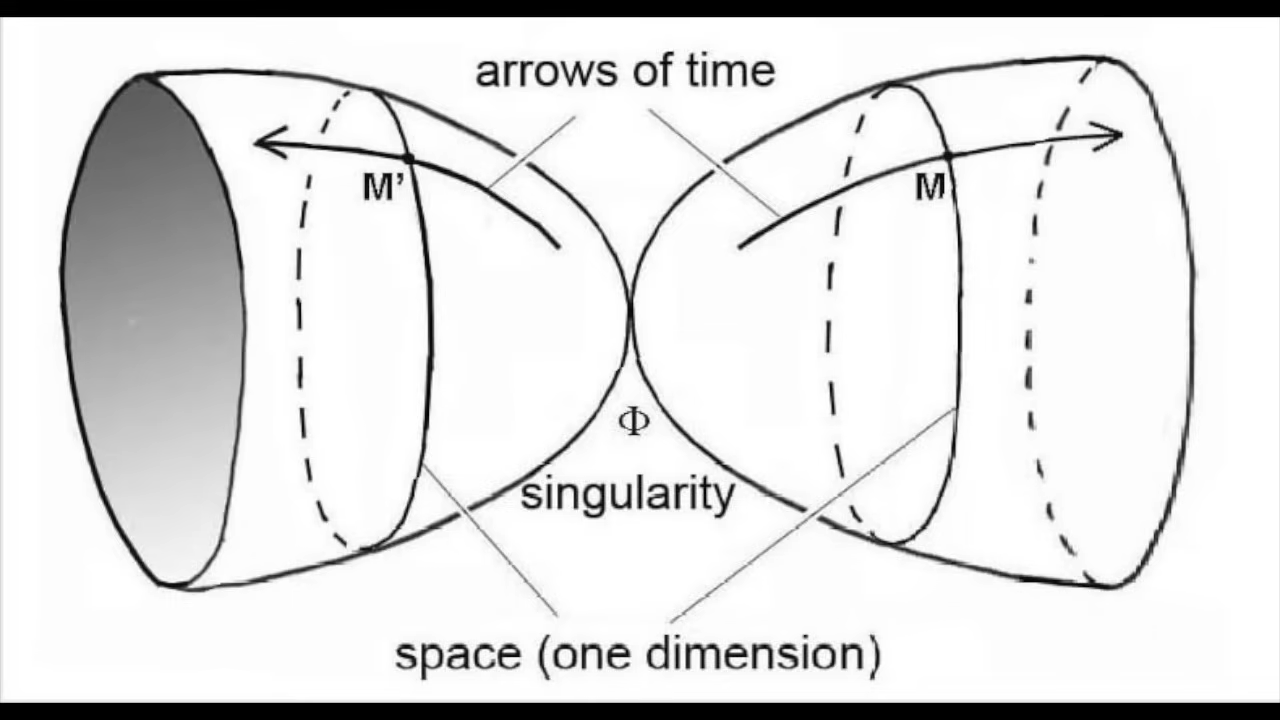 arrows of time
M’
M
Φ
singularity
space (one dimension)